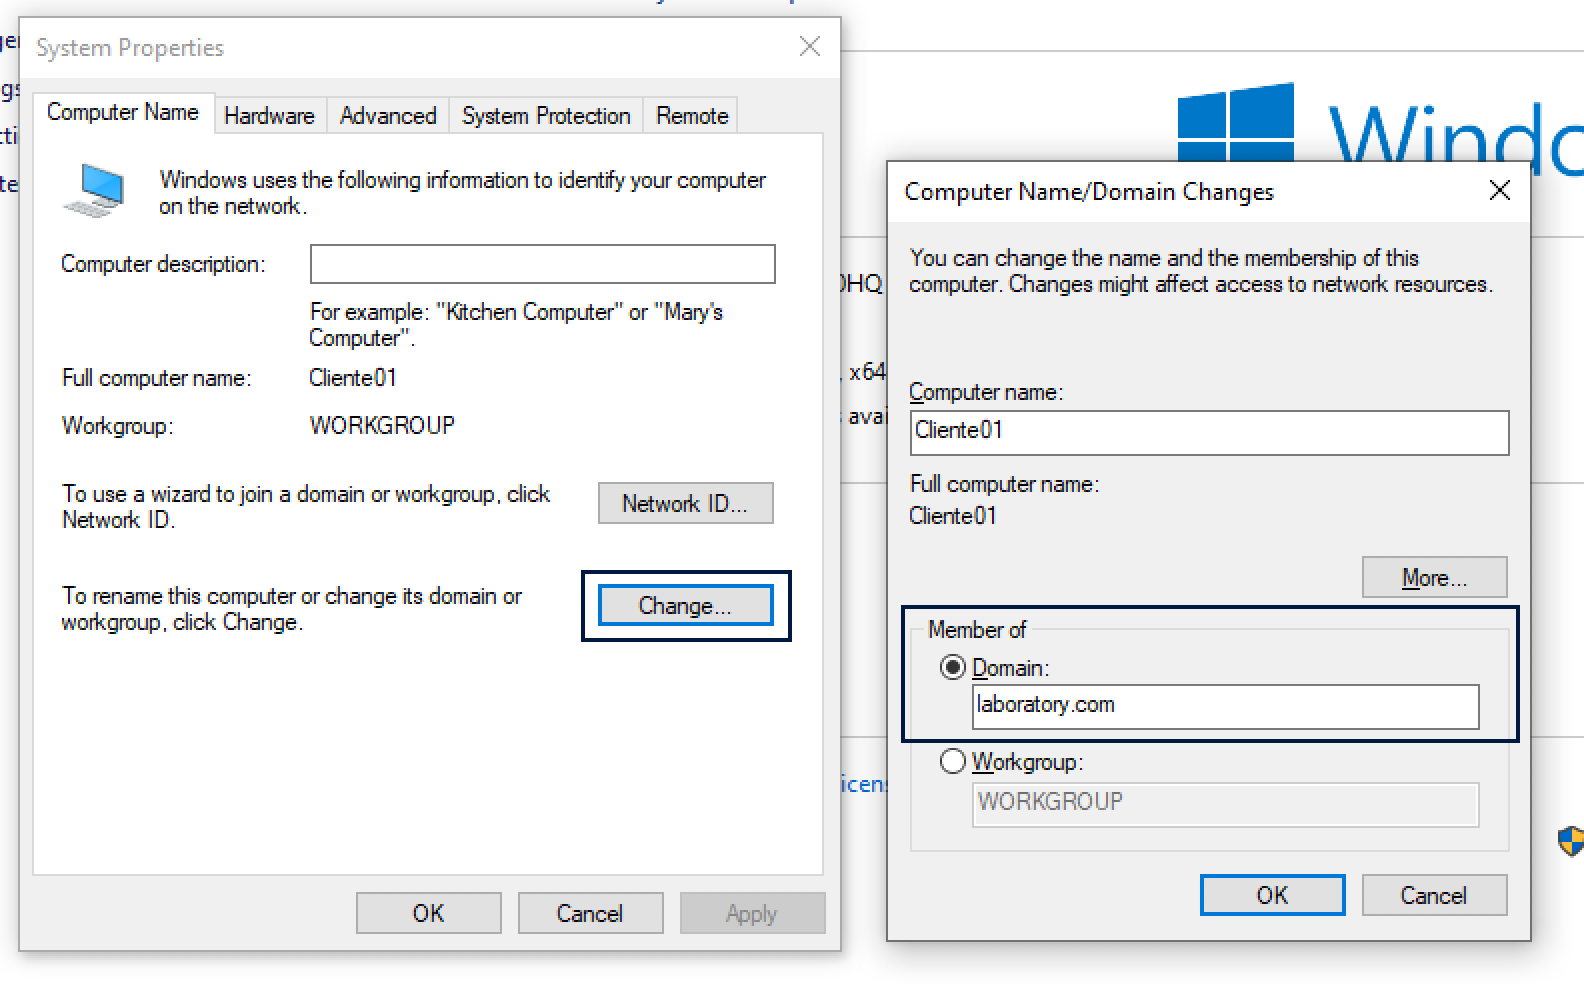 System Properties
Computer Name
Hardware
Advanced
System Protection
Remote
Windows uses the following information to identify your computer
on the network.
Computer description:
For example: "Kitchen Computer" or "Mary's
Computer".
Full computer name:
Cliente01
Workgroup:
WORKGROUP
To use a wizard to join a domain or workgroup, click
Network ID.
Network ID...
To rename this computer or change its domain or
workgroup, click Change.
Change...
OK
Cancel
Apply
Computer Name/Domain Changes
You can change the name and the membership of this
computer. Changes might affect access to network resources.
Computer name:
Cliente01
Full computer name:
Cliente01
More...
Member of
Domain:
laboratory.com
Workgroup:
WORKGROUP
OK
Cancel
x64